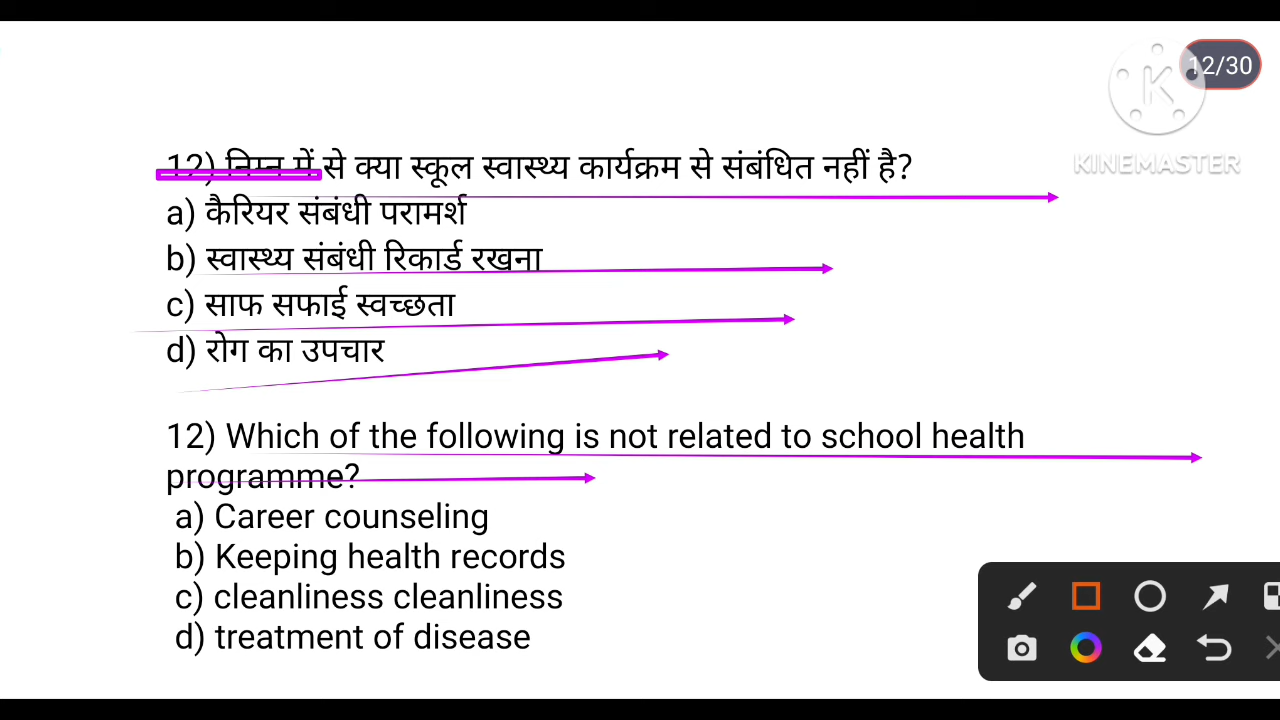 12/30
KINEMASTER
12) निम्न में से क्या स्कूल स्वास्थ्य कार्यक्रम से संबंधित नहीं है?
a) कैरियर संबंधी परामर्श
b) स्वास्थ्य संबंधी रिकार्ड रखना
c) साफ सफाई स्वच्छता
d) रोग का उपचार
12) Which of the following is not related to school health
programme?
a) Career counseling
b) Keeping health records
c) cleanliness cleanliness
d) treatment of disease